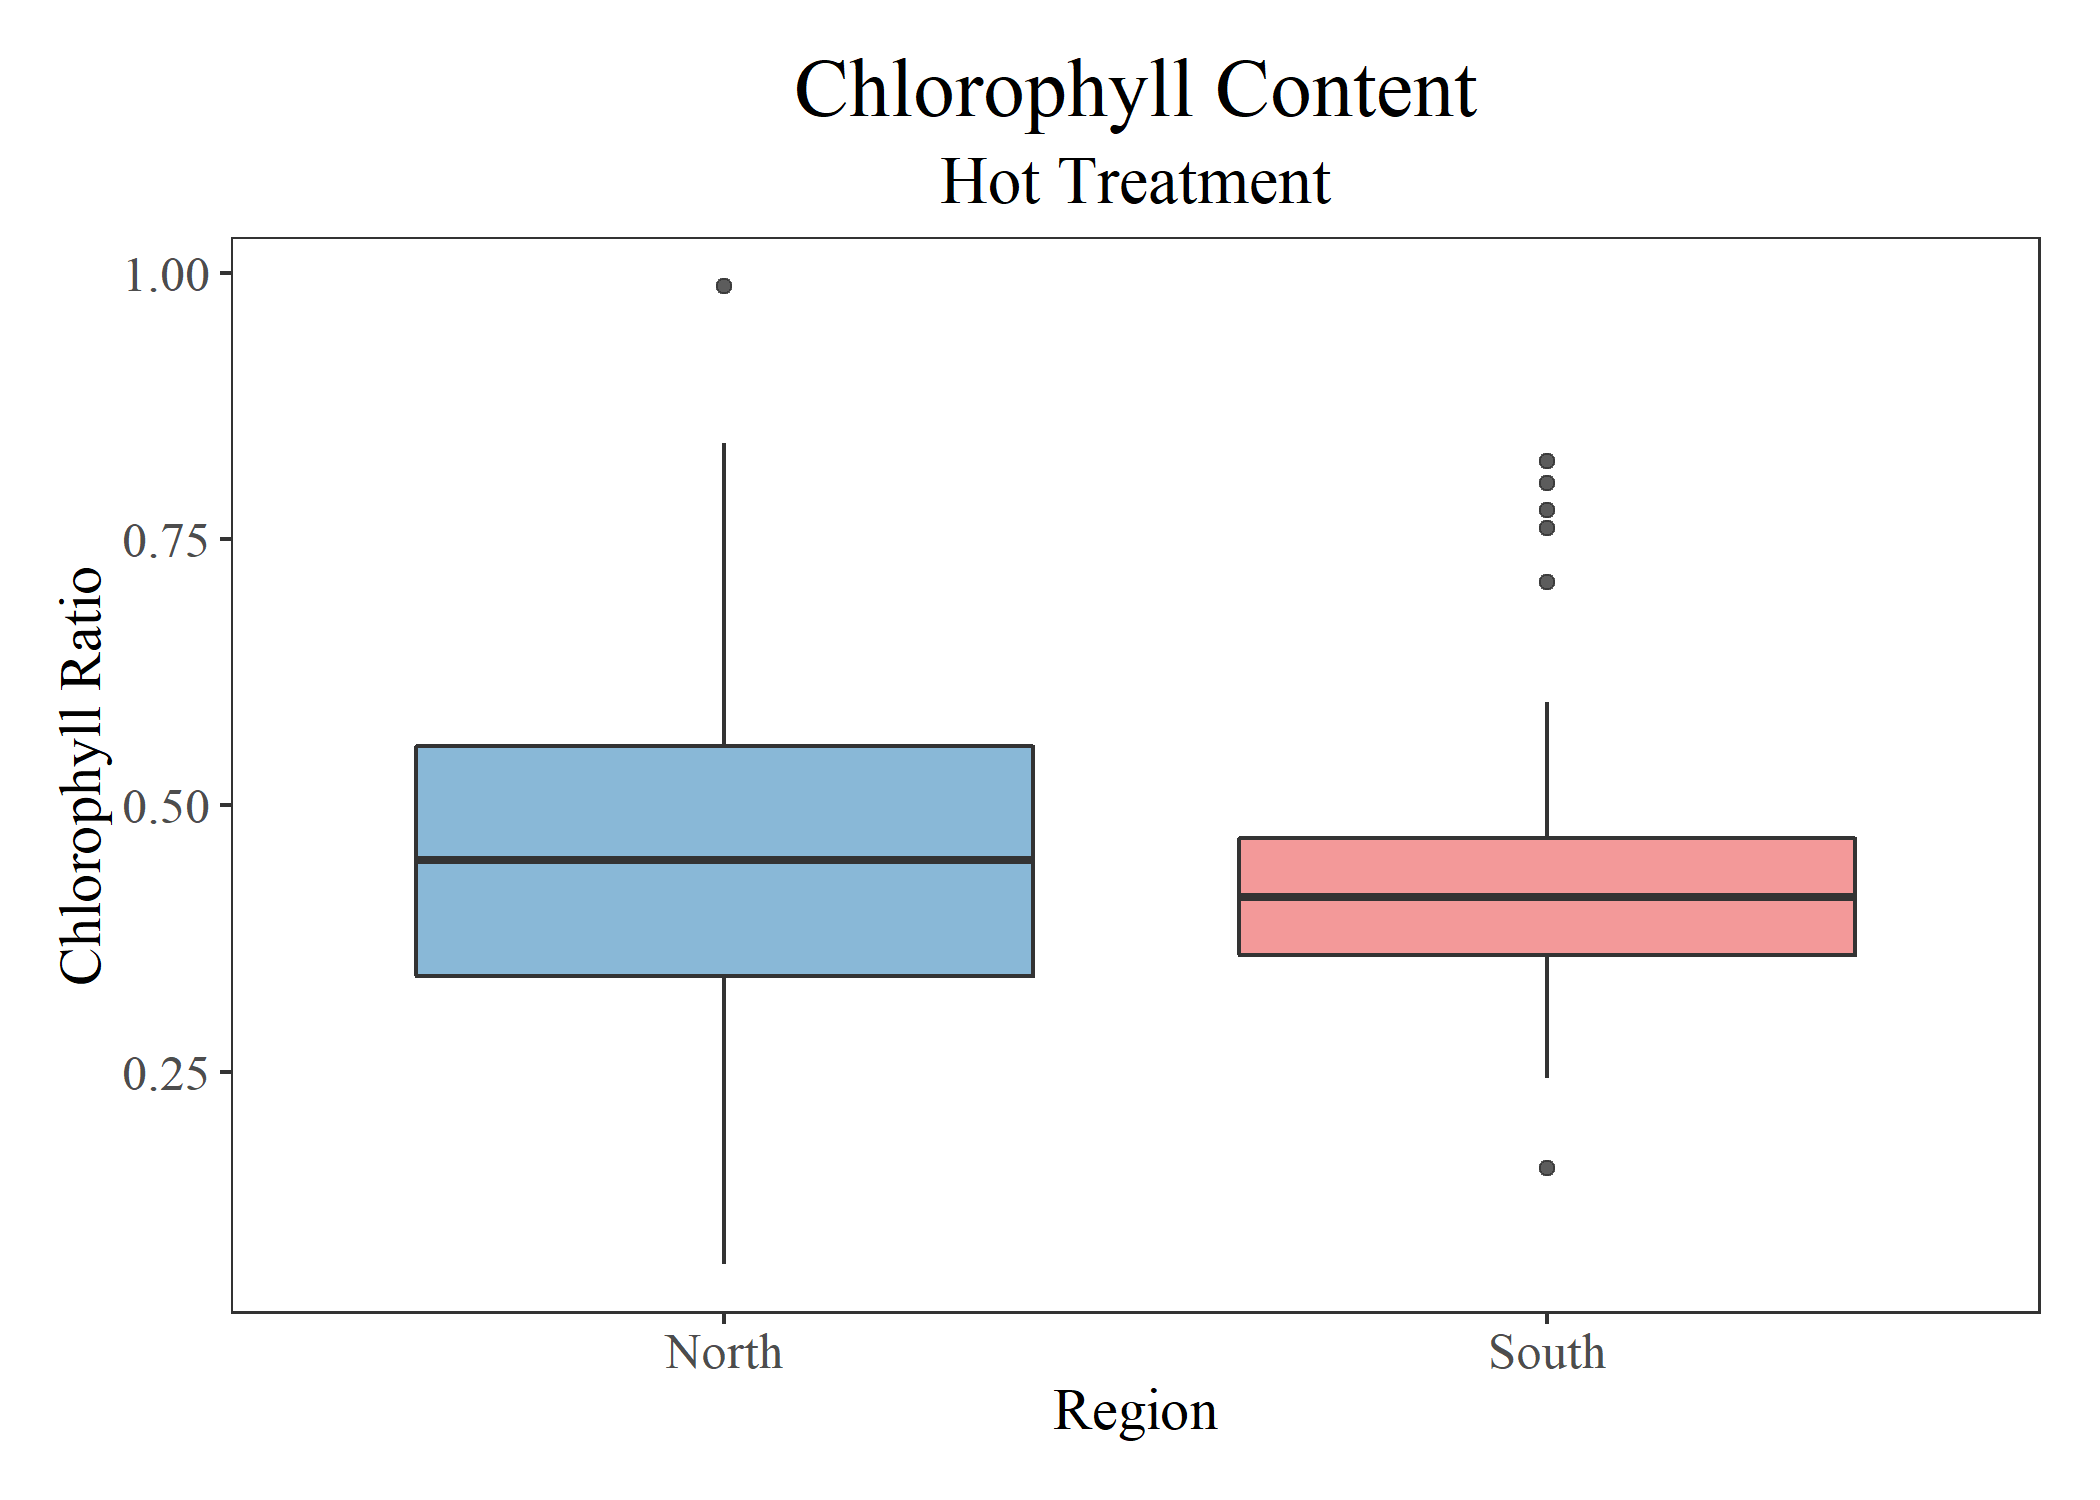 Chlorophyll Content
Hot Treatment
Chlorophyll Ratio
1.00
0.75
0.50
0.25
North
South
Region